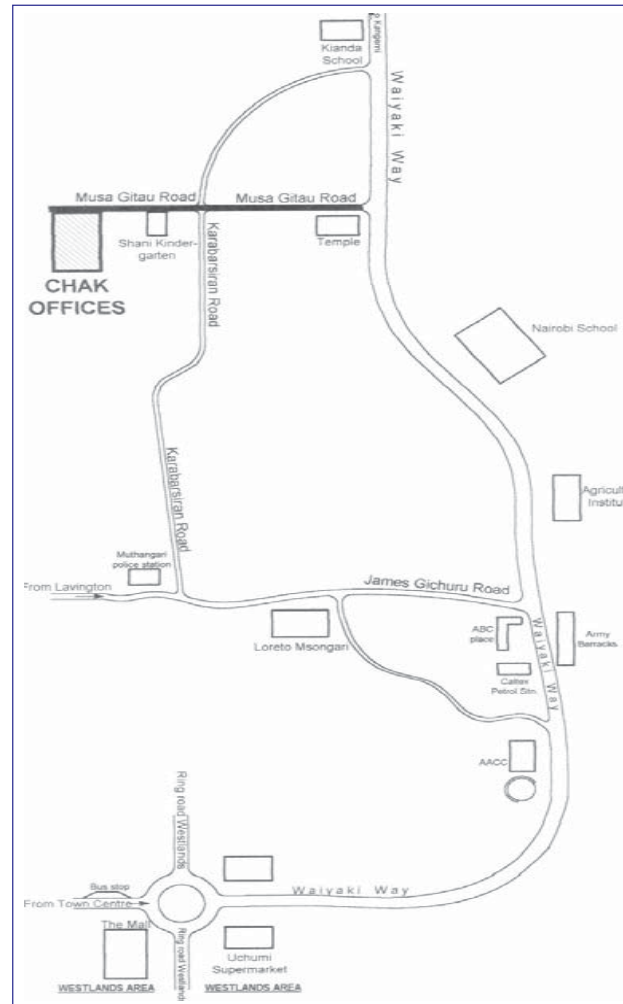 Kianda
School
Waiyaki Way
Musa Gitau Road
Musa Gitau Road
Shani Kinder-
garten
Temple
CHAK
OFFICES
Karabarsiran Road
Nairobi School
Karabarsiran Road
Agricult
Institu
Muthangari
police station
From Lavington
James Gichuru Road
Loreto Msongari
ABC
place
Waiyaki Way
Army
Barracks
Caltex
Petrol Stn.
AACC
Ring road Westlands
Bus stop
Waiyaki Way
From Town Centre
The Mall
Ring road Westlands
Uchumi
Supermarket
WESTLANDS AREA
WESTLANDS AREA